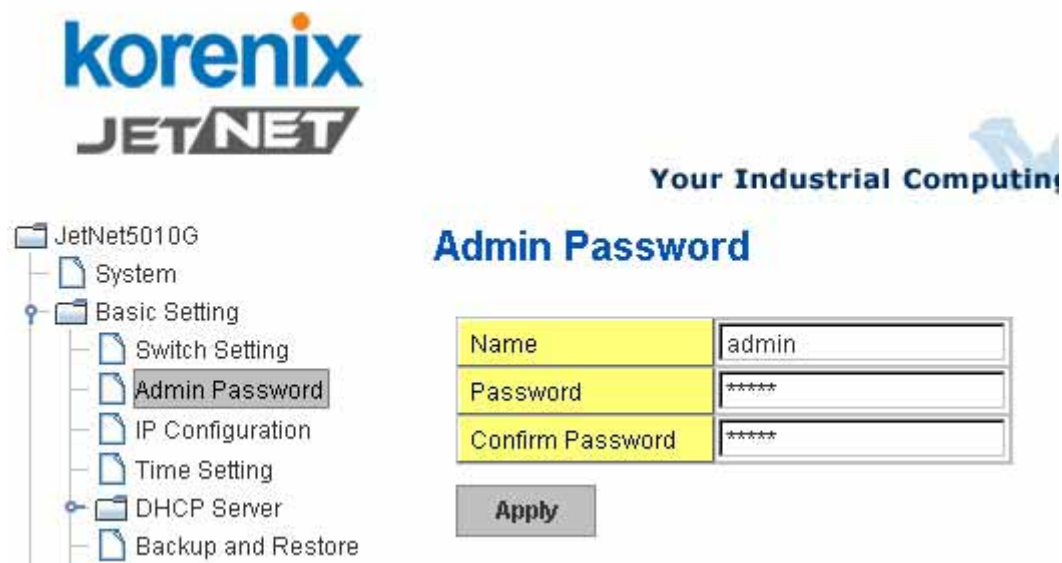 korenix
JETNET
Your Industrial Computing
JetNet5010G
System
Basic Setting
Switch Setting
Admin Password
IP Configuration
Time Setting
DHCP Server
Backup and Restore
Admin Password
Name admin
Password *****
Confirm Password *****
Apply